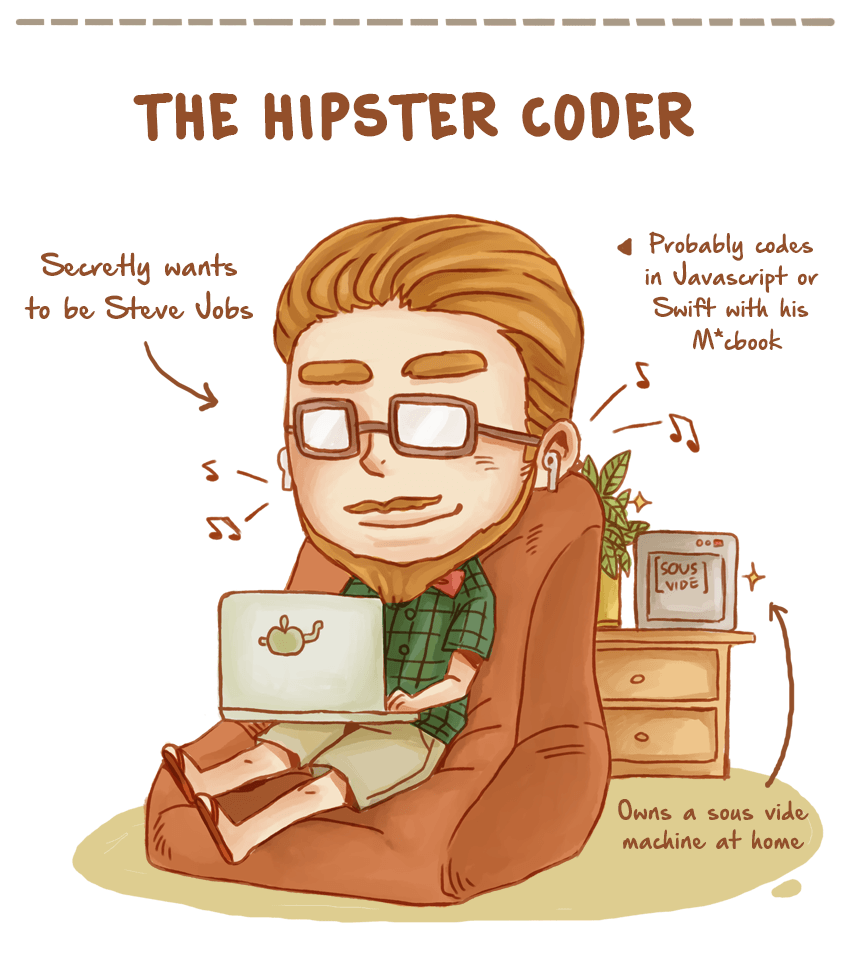 THE HIPSTER CODER
Secretly wants
to be Steve Jobs
Probably codes
in Javascript or
Swift with his
M*cbook
[SOUS
VIDE]
Owns a sous vide
machine at home